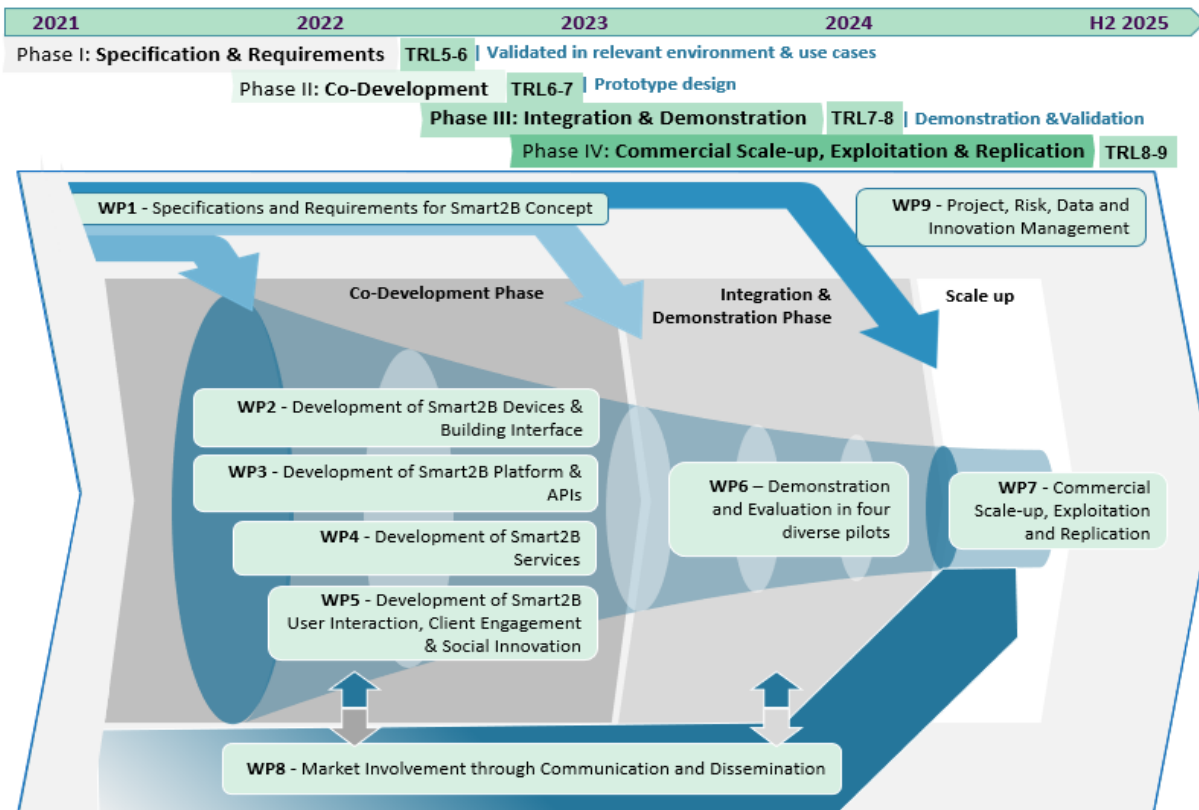 2021 2022 2023 2024 H2 2025
Phase I: Specification & Requirements TRL5-6 | Validated in relevant environment & use cases
Phase II: Co-Development TRL6-7 | Prototype design
Phase III: Integration & Demonstration TRL7-8 | Demonstration &Validation
Phase IV: Commercial Scale-up, Exploitation & Replication TRL8-9
WP1 - Specifications and Requirements for Smart2B Concept
WP9 - Project, Risk, Data and
Innovation Management
Co-Development Phase
Integration &
Demonstration Phase
Scale up
WP2 - Development of Smart2B Devices &
Building Interface
WP3 - Development of Smart2B Platform &
APIs
WP4 - Development of Smart2B
Services
WP5 - Development of Smart2B
User Interaction, Client Engagement
& Social Innovation
WP6 – Demonstration
and Evaluation in four
diverse pilots
WP7 - Commercial
Scale-up, Exploitation
and Replication
WP8 - Market Involvement through Communication and Dissemination